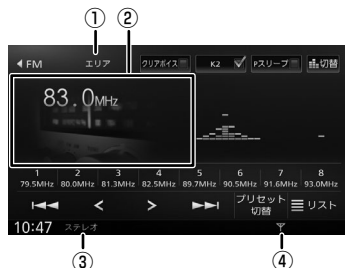 ① ②
◀ FM エリア クリアボイス K2 Pスリープ 切替
83.0MHz
1 2 3 4 5 6 7 8
79.5MHz 80.0MHz 81.3MHz 82.5MHz 89.7MHz 90.5MHz 91.6MHz 93.0MHz
プリセット切替 リスト
10:47 ステレオ
③ ④